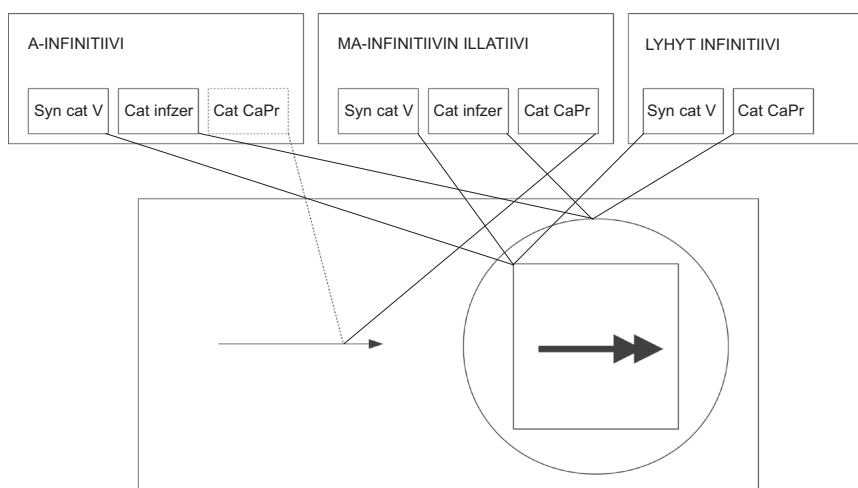 A-INFINITIIVI
Syn cat V Cat infzer Cat CaPr
MA-INFINITIIVIN ILLATIIVI
Syn cat V Cat infzer Cat CaPr
LYHYT INFINITIIVI
Syn cat V Cat CaPr